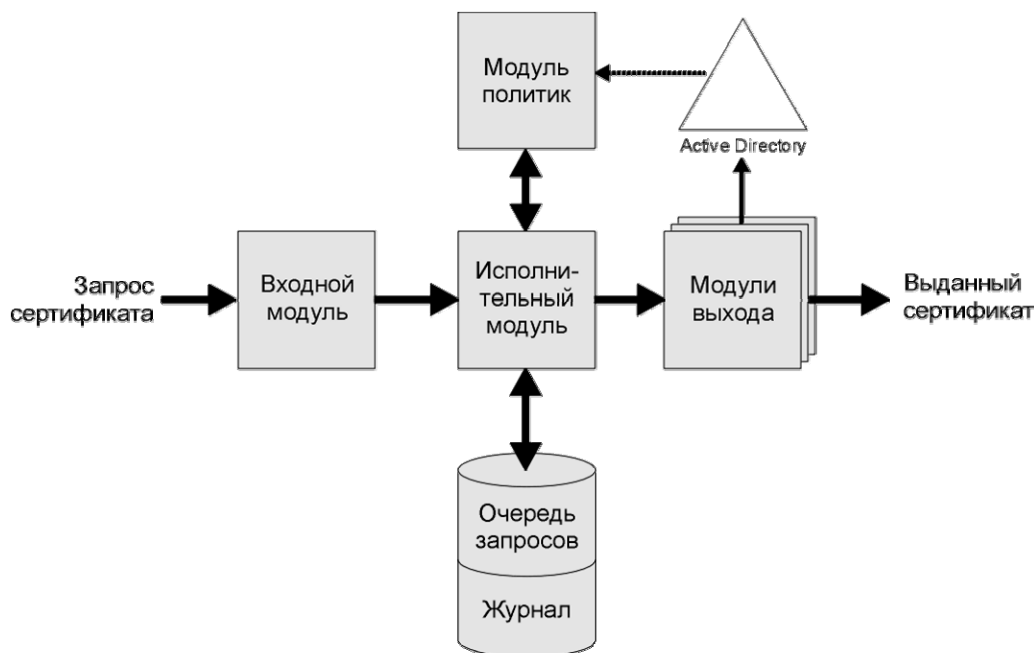 Модуль
политик
Active Directory
Запрос
сертификата
Входной
модуль
Исполни-
тельный
модуль
Модули
выхода
Выданный
сертификат
Очередь
запросов
Журнал